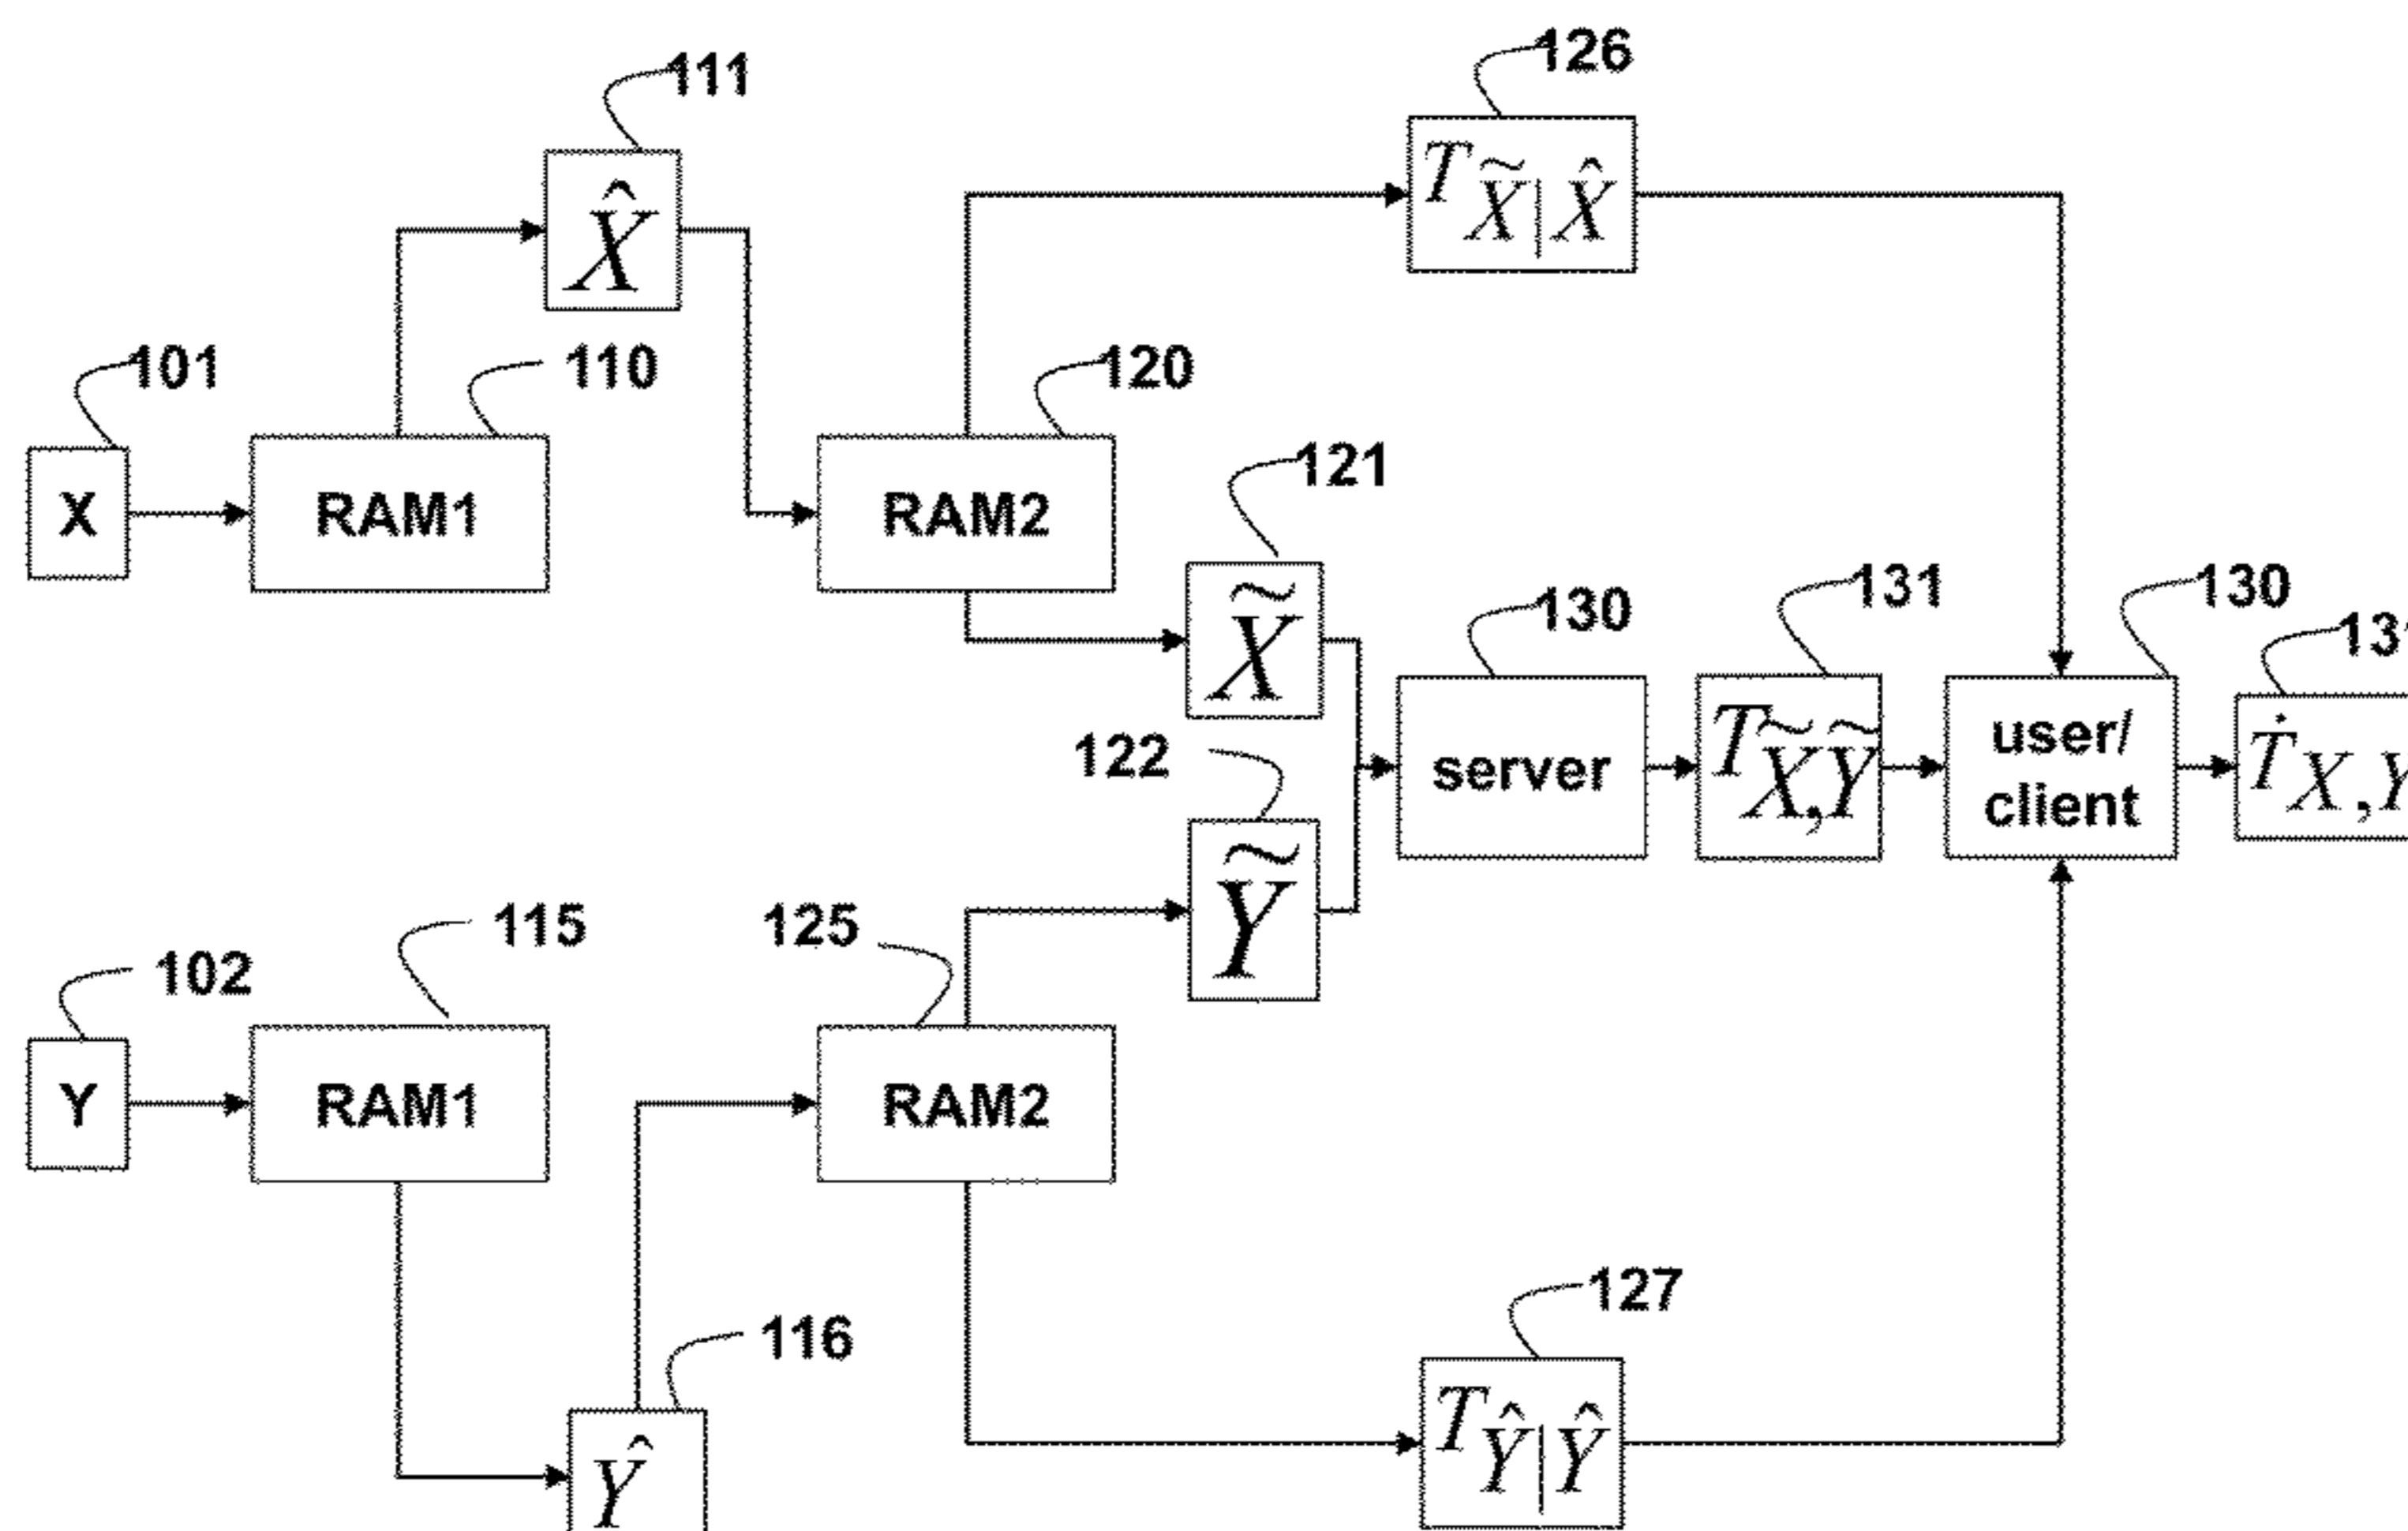 126
111
T X̃|X̂
X̂
101
110
120
121
X
RAM1
RAM2
X̃
130
131
130
T X̃,Ỹ
server
user/
client
Ṫ X,Y
122
Ỹ
115
125
102
Y
RAM1
RAM2
127
116
T Ŷ|Ŷ
Ŷ